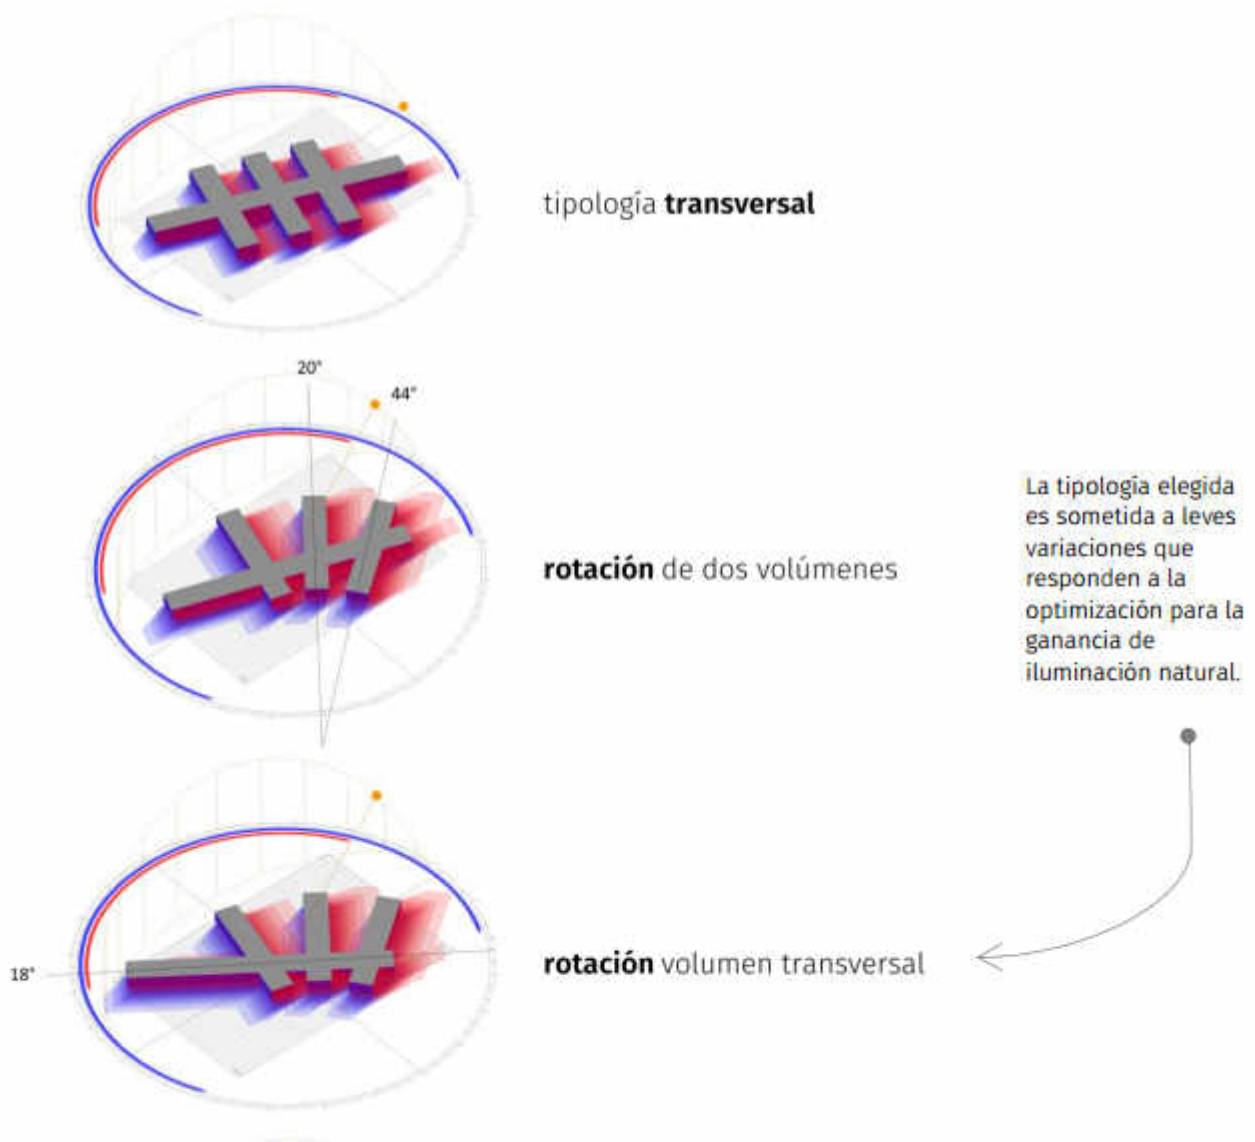 tipología transversal
20°
44°
rotación de dos volúmenes
La tipología elegida
es sometida a leves
variaciones que
responden a la
optimización para la
ganancia de
iluminación natural.
18°
rotación volumen transversal